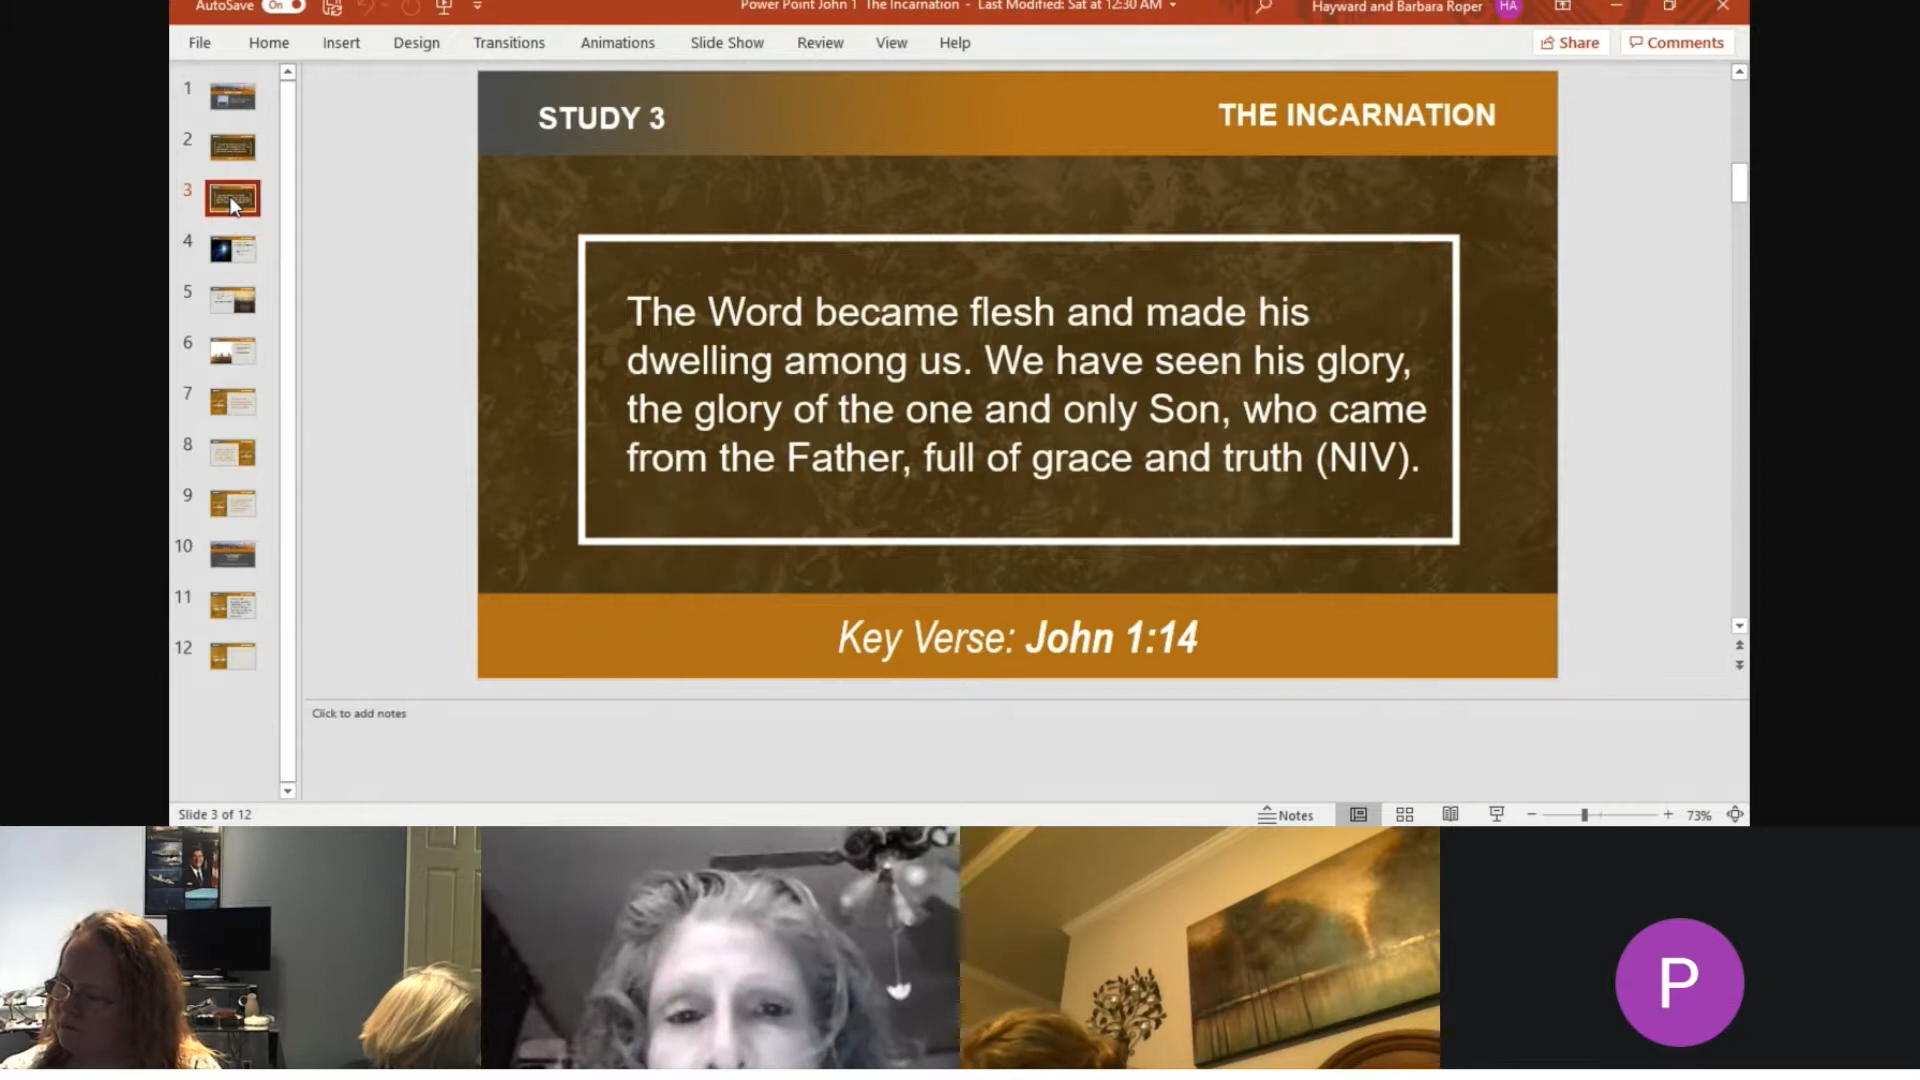 AutoSave On
Power Point John 1 The Incarnation - Last Modified: Sat at 12:30 AM
Hayward and Barbara Roper HA
File Home Insert Design Transitions Animations Slide Show Review View Help
Share Comments
1
2
3
4
5
6
7
8
9
10
11
12
STUDY 3
THE INCARNATION
The Word became flesh and made his
dwelling among us. We have seen his glory,
the glory of the one and only Son, who came
from the Father, full of grace and truth (NIV).
Key Verse: John 1:14
Click to add notes
Slide 3 of 12
Notes
73%
P